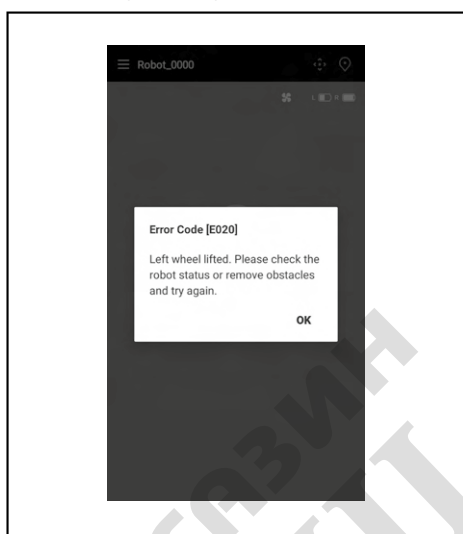 Robot_0000
L R
Error Code [E020]
Left wheel lifted. Please check the
robot status or remove obstacles
and try again.
OK